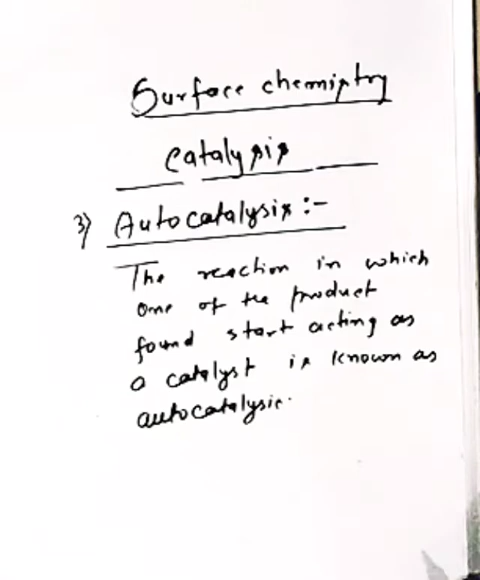 Surface chemistry
Catalysis
3) Autocatalysis :-
The reaction in which
one of the product
found start acting as
a catalyst is known as
autocatalysis.